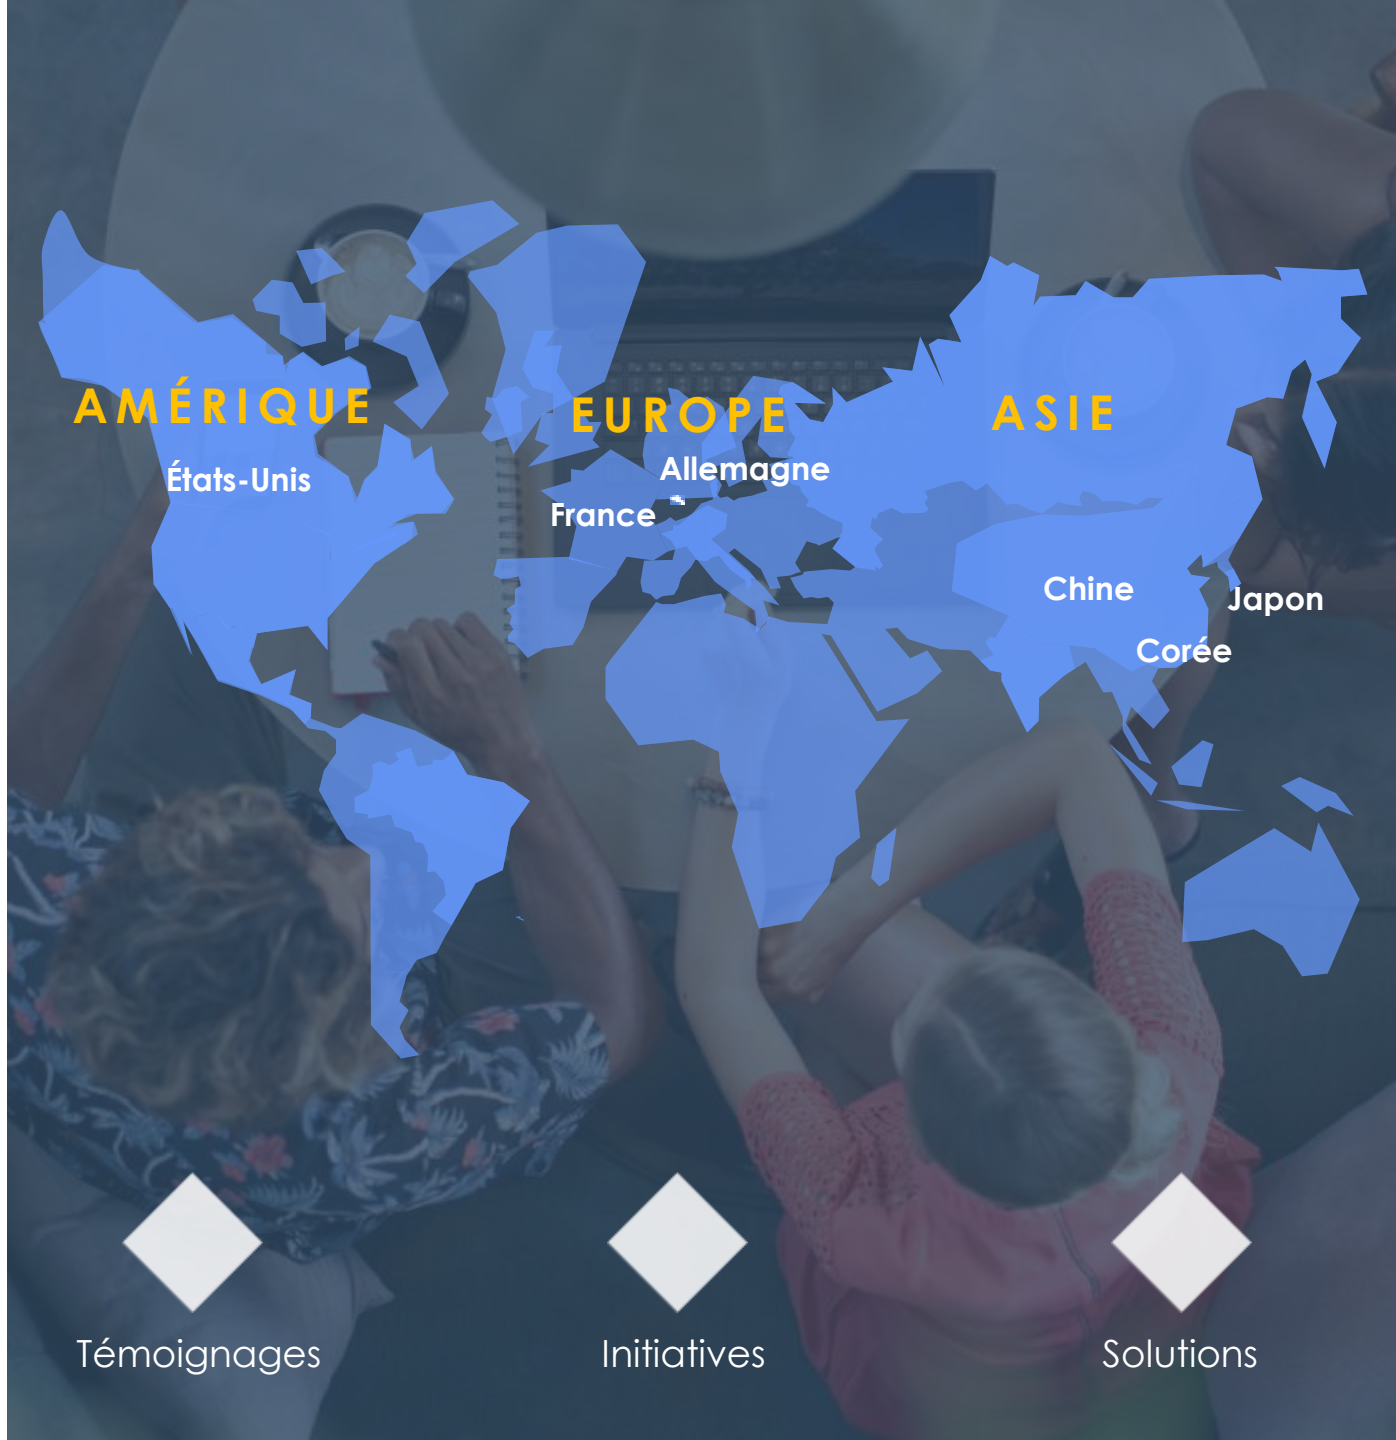 AMÉRIQUE
États-Unis
EUROPE
Allemagne
France
ASIE
Chine
Japon
Corée
Témoignages
Initiatives
Solutions